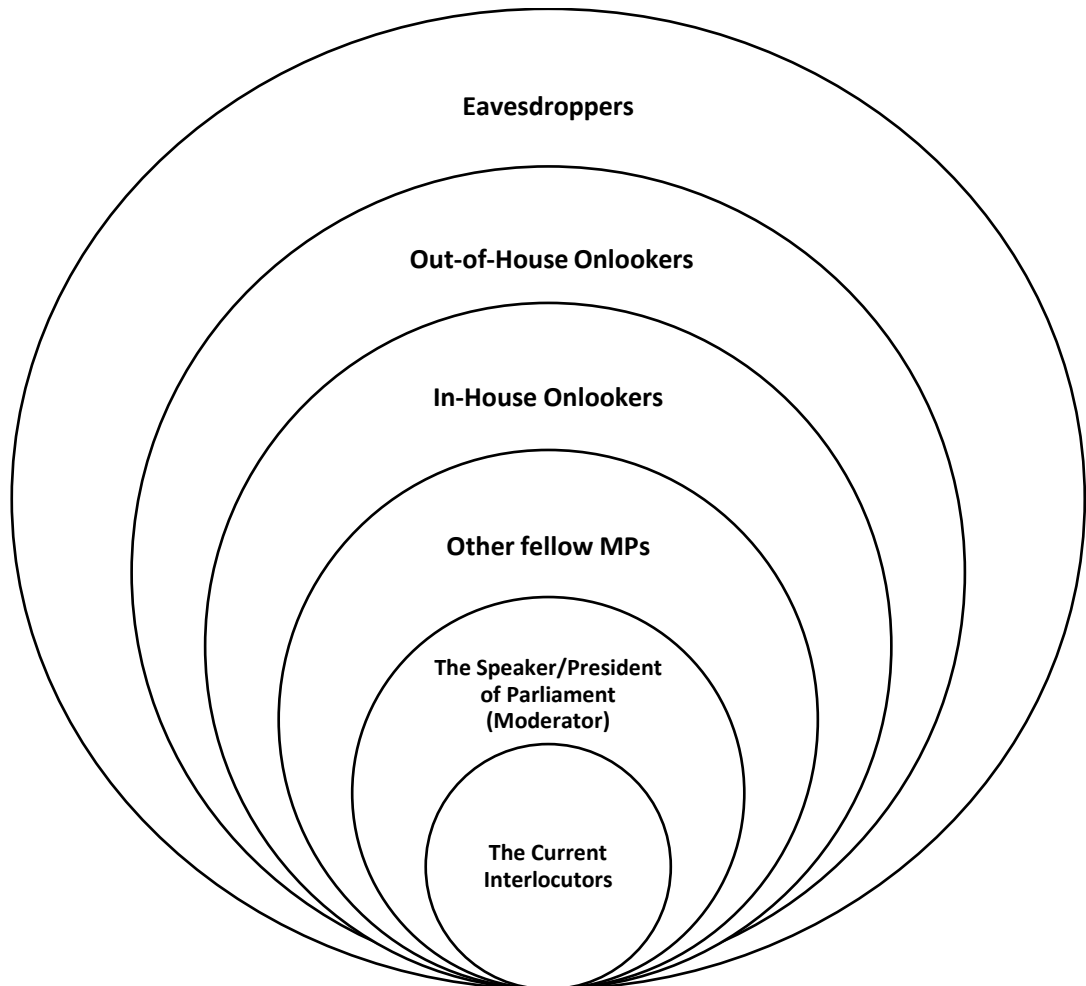 Eavesdroppers
Out-of-House Onlookers
In-House Onlookers
Other fellow MPs
The Speaker/President
of Parliament
(Moderator)
The Current
Interlocutors